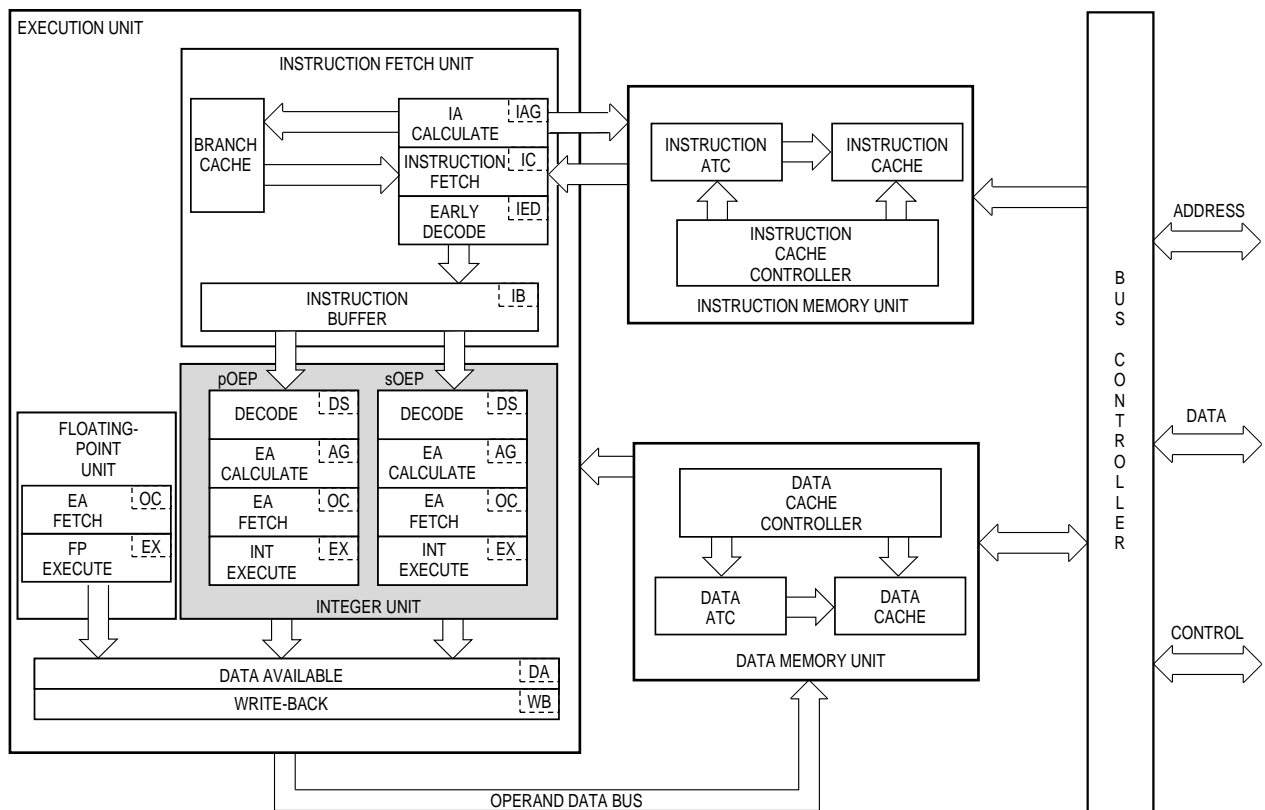 EXECUTION UNIT
INSTRUCTION FETCH UNIT
BRANCH
CACHE
IA
CALCULATE
IAG
INSTRUCTION
FETCH
IC
EARLY
DECODE
IED
INSTRUCTION
BUFFER
IB
pOEP
sOEP
DECODE
DS
EA
CALCULATE
AG
EA
FETCH
OC
INT
EXECUTE
EX
DECODE
DS
EA
CALCULATE
AG
EA
FETCH
OC
INT
EXECUTE
EX
INTEGER UNIT
FLOATING-
POINT
UNIT
EA
FETCH
OC
FP
EXECUTE
EX
DATA AVAILABLE
DA
WRITE-BACK
WB
INSTRUCTION
ATC
INSTRUCTION
CACHE
INSTRUCTION
CACHE
CONTROLLER
INSTRUCTION MEMORY UNIT
DATA
CACHE
CONTROLLER
DATA
ATC
DATA
CACHE
DATA MEMORY UNIT
OPERAND DATA BUS
BUS CONTROLLER
ADDRESS
DATA
CONTROL